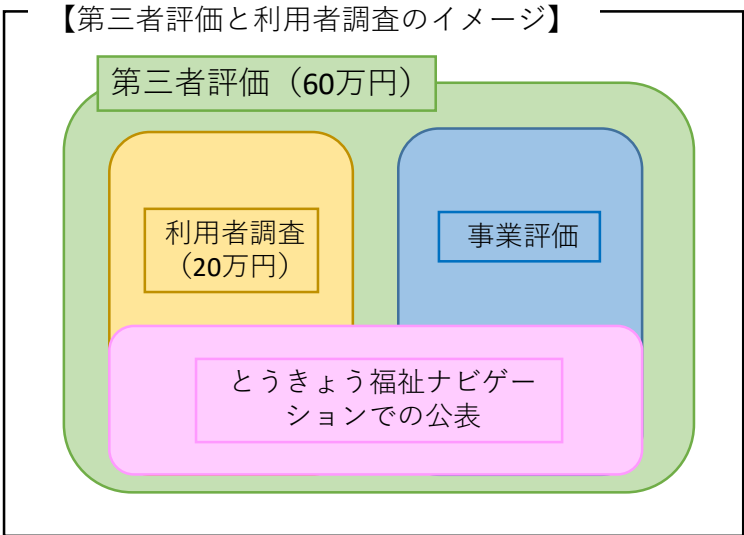 【第三者評価と利用者調査のイメージ】
第三者評価（60万円）
利用者調査
（20万円）
事業評価
とうきょう福祉ナビゲー
ションでの公表